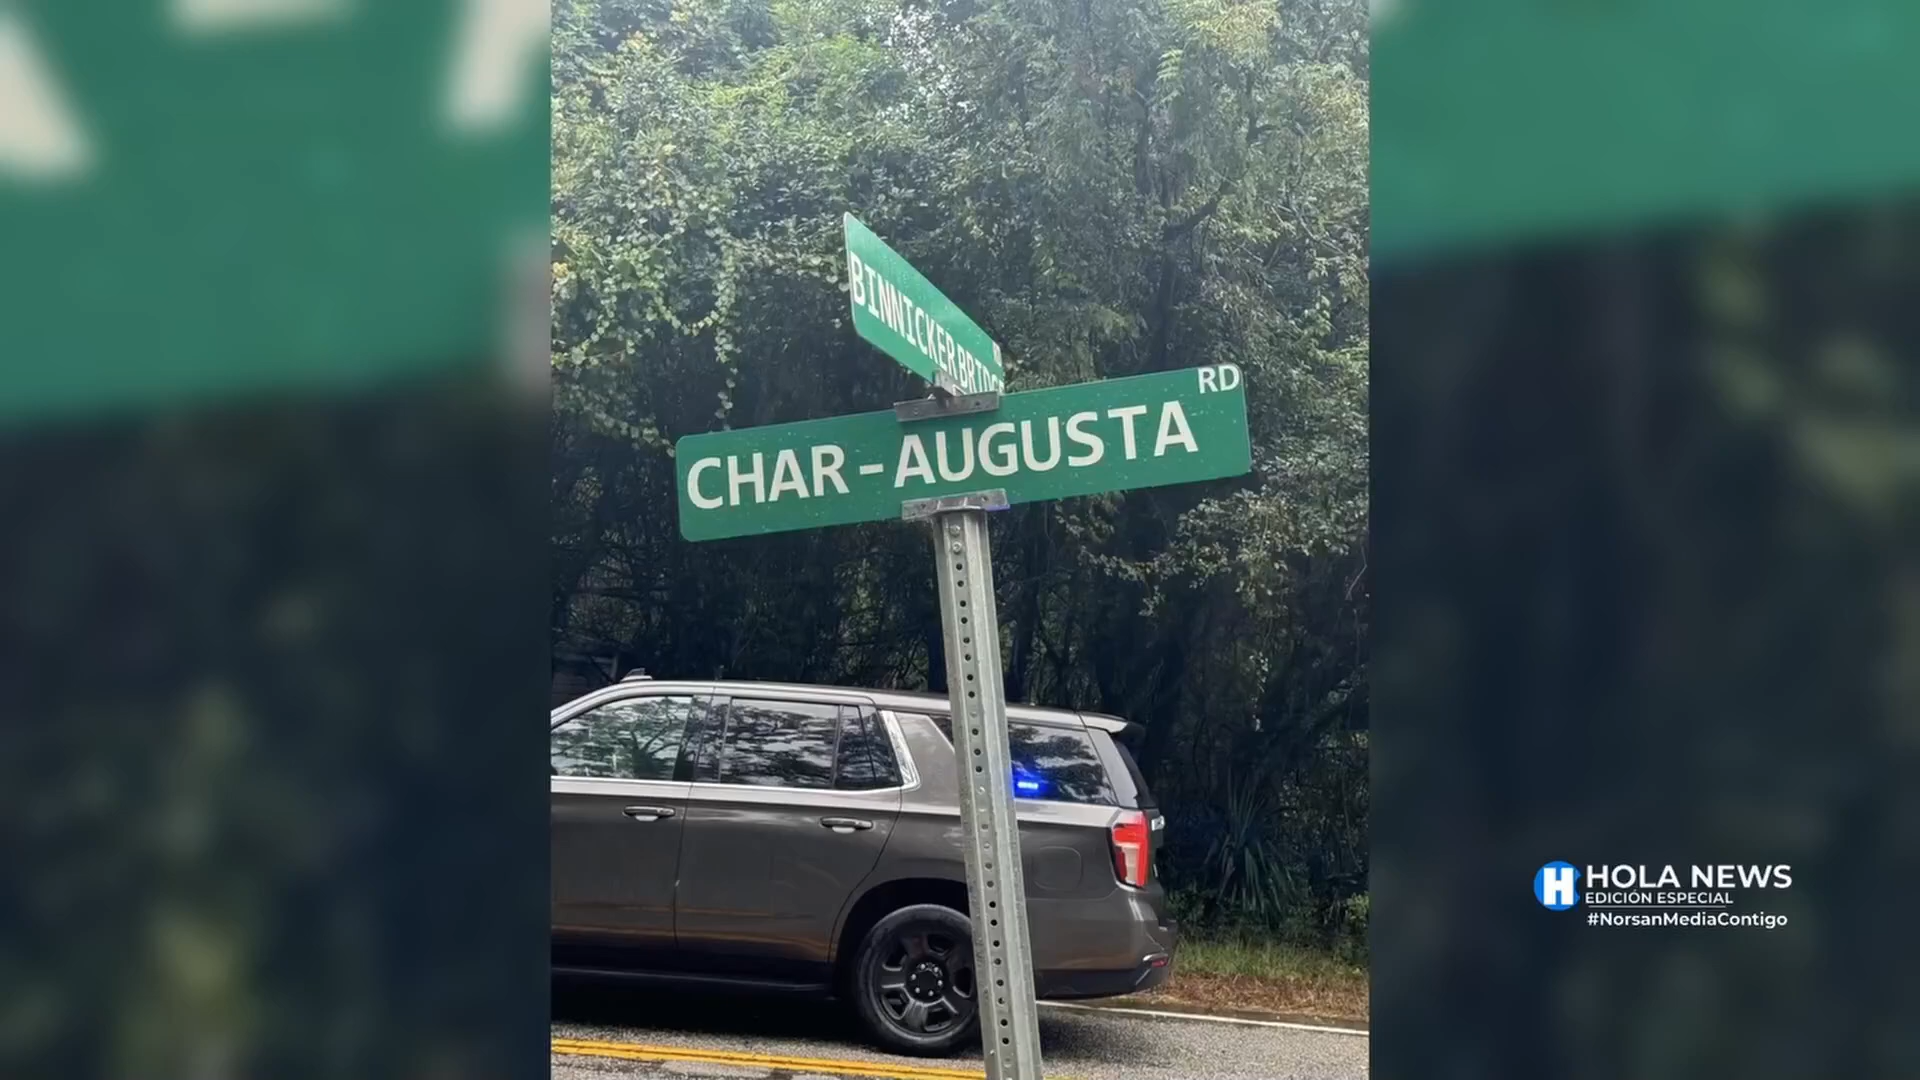 BINNICKER BRIDGE
RD
CHAR-AUGUSTA
HOLA NEWS
EDICIÓN ESPECIAL
#NorsanMediaContigo